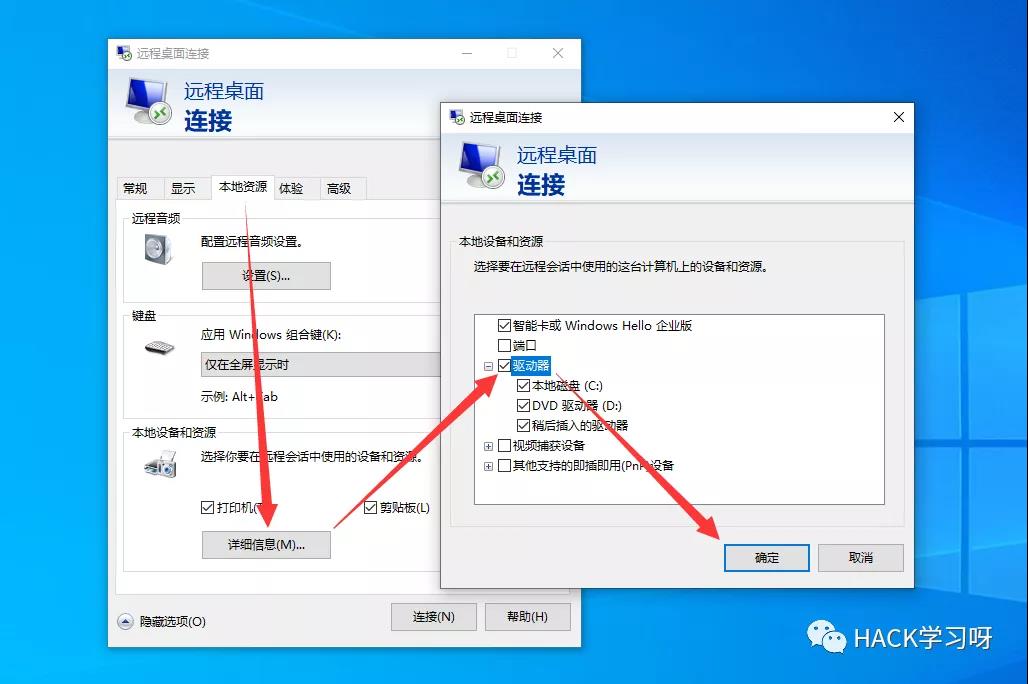 远程桌面连接
远程桌面
连接
常规
显示
本地资源
体验
高级
远程音频
配置远程音频设置。
设置(S)...
键盘
应用 Windows 组合键(K):
仅在全屏显示时
示例: Alt+Tab
本地设备和资源
选择你要在远程会话中使用的设备和资源。
打印机(T)
剪贴板(L)
详细信息(M)...
隐藏选项(O)
连接(N)
帮助(H)
远程桌面连接
远程桌面
连接
本地设备和资源
选择要在远程会话中使用的这台计算机上的设备和资源。
智能卡或 Windows Hello 企业版
端口
驱动器
本地磁盘 (C:)
DVD 驱动器 (D:)
稍后插入的驱动器
视频捕获设备
其他支持的即插即用(PnP)设备
确定
取消
HACK学习呀